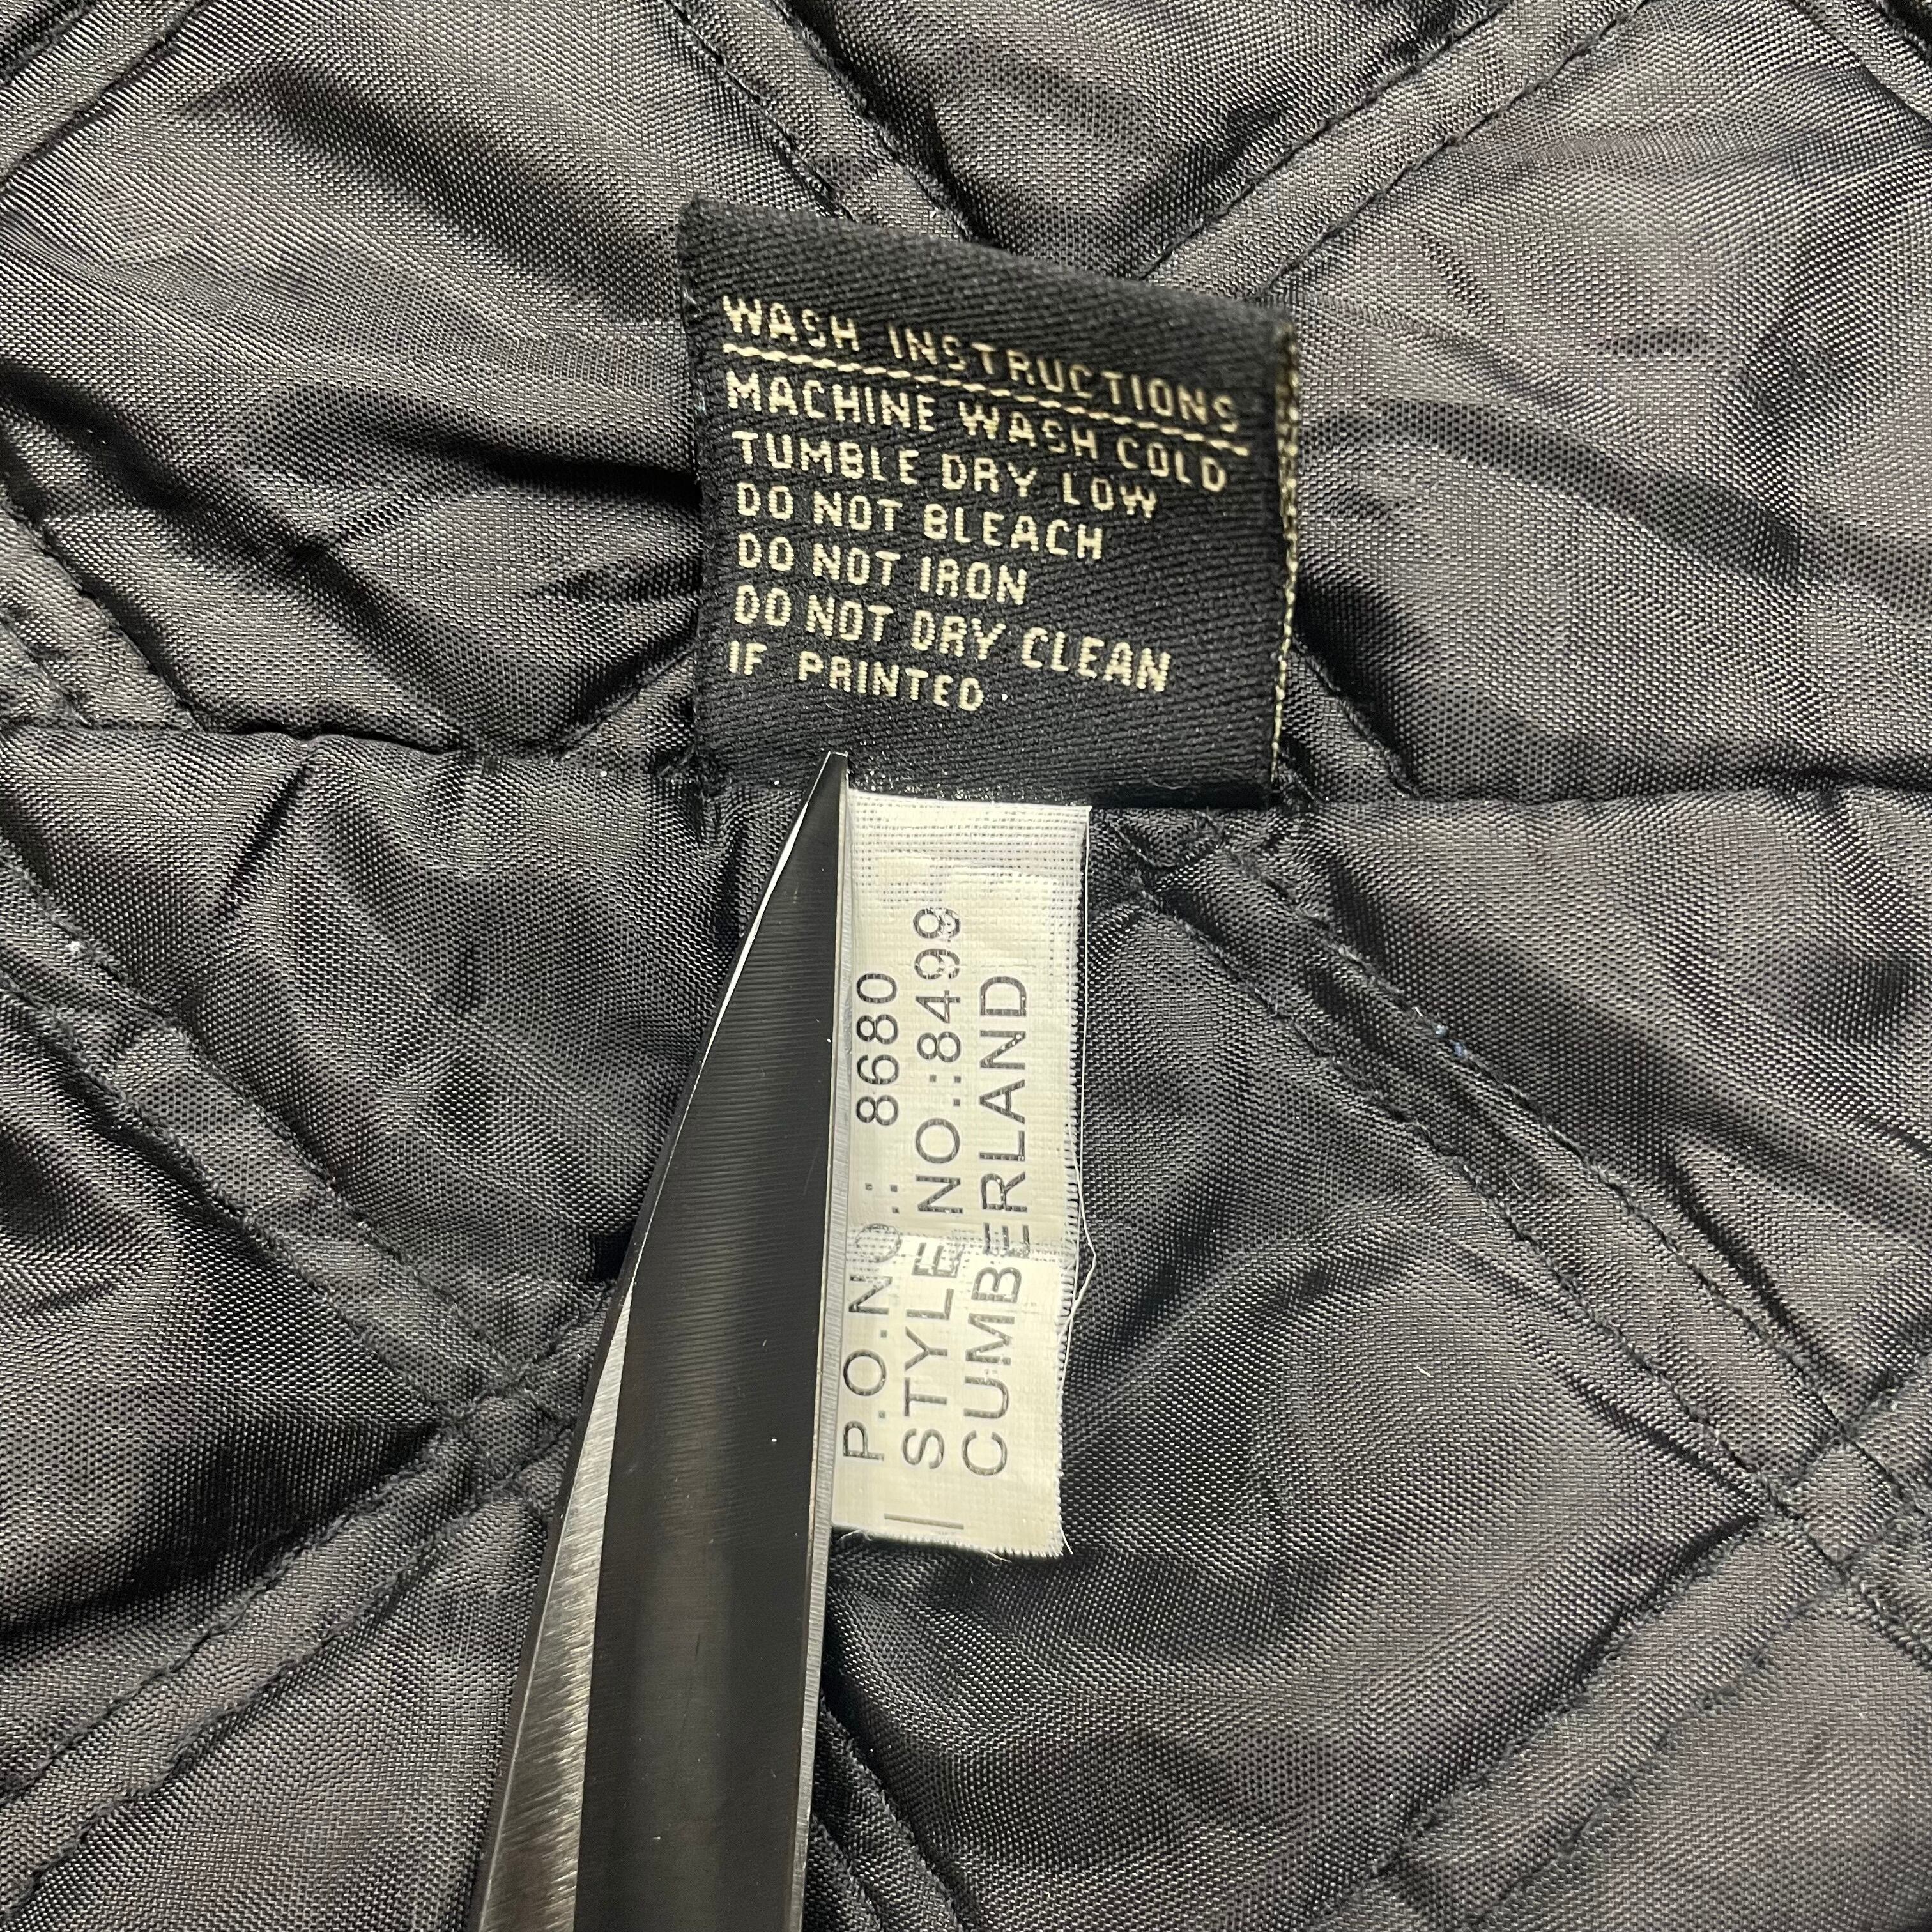 WASH INSTRUCTIONS
MACHINE WASH COLD
TUMBLE DRY LOW
DO NOT BLEACH
DO NOT IRON
DO NOT DRY CLEAN
IF PRINTED
P.O.NO.: 8680
STYLE NO.:8499
CUMBERLAND